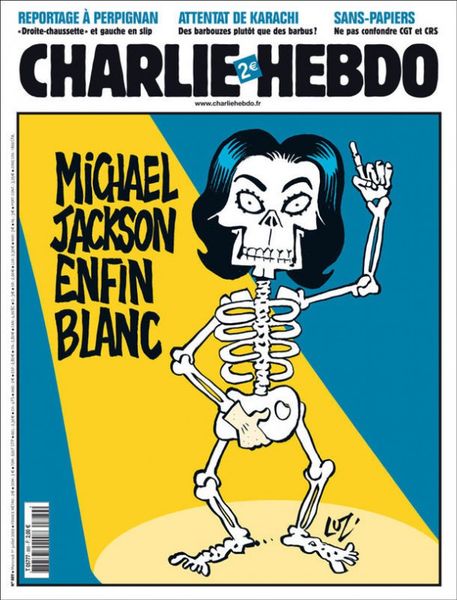 REPORTAGE À PERPIGNAN
«Droite-chaussette» et gauche en slip
ATTENTAT DE KARACHI
Des barbouzes plutôt que des barbus?
SANS-PAPIERS
Ne pas confondre CGT et CRS
CHARLIE HEBDO
2€
www.charliehebdo.fr
MICHAEL
JACKSON
ENFIN
BLANC
LUZ